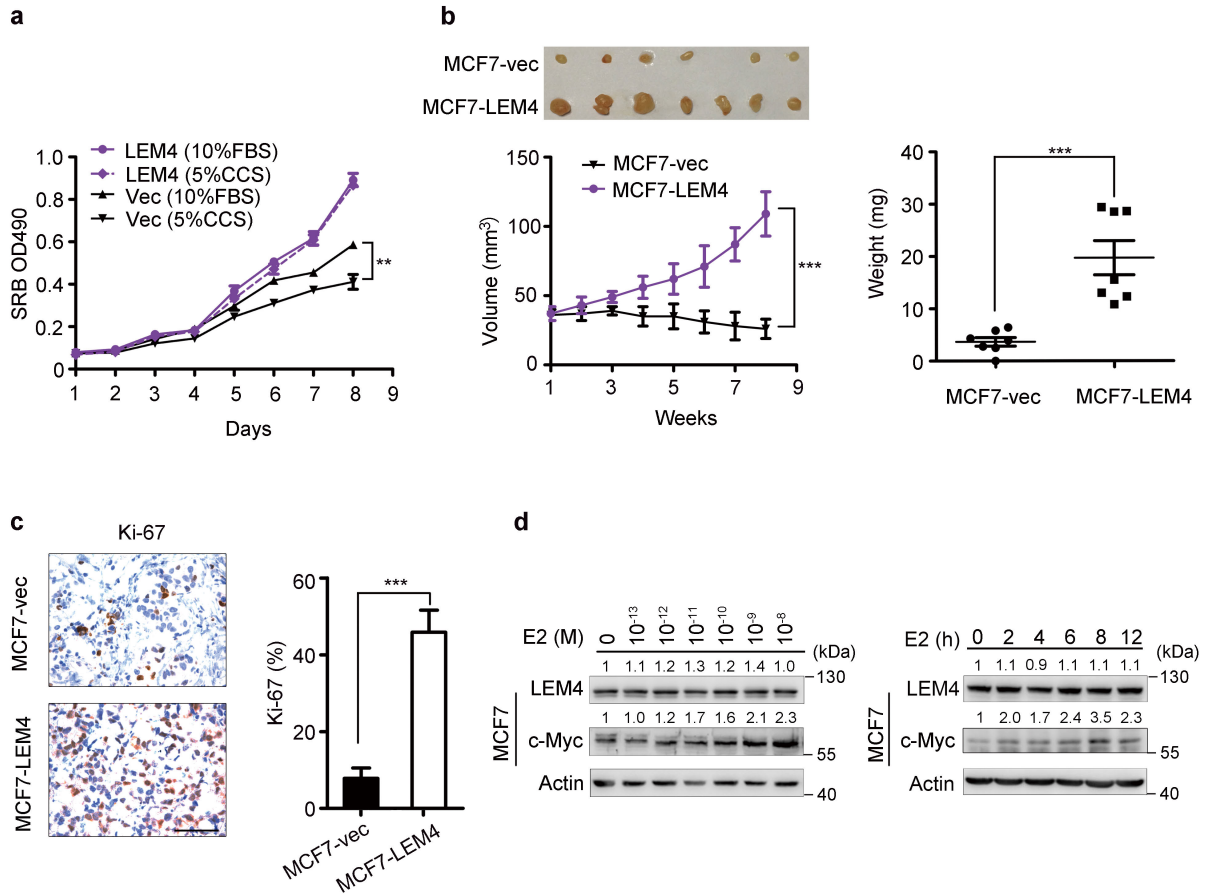 a
LEM4 (10%FBS)
LEM4 (5%CCS)
Vec (10%FBS)
Vec (5%CCS)
SRB OD490
1.0
0.8
0.6
0.4
0.2
0
**
1 2 3 4 5 6 7 8 9
Days
b
MCF7-vec
MCF7-LEM4
MCF7-vec
MCF7-LEM4
Volume (mm³)
150
100
50
0
***
1 3 5 7 9
Weeks
Weight (mg)
40
30
20
10
0
***
MCF7-vec MCF7-LEM4
c
Ki-67
MCF7-vec
MCF7-LEM4
Ki-67 (%)
60
40
20
0
***
MCF7-vec
MCF7-LEM4
d
E2 (M) 0 10⁻¹³ 10⁻¹² 10⁻¹¹ 10⁻¹⁰ 10⁻⁹ 10⁻⁸ (kDa)
1 1.1 1.2 1.3 1.2 1.4 1.0
LEM4 130
1 1.0 1.2 1.7 1.6 2.1 2.3
MCF7
c-Myc 55
Actin 40
E2 (h) 0 2 4 6 8 12 (kDa)
1 1.1 0.9 1.1 1.1 1.1
LEM4 130
1 2.0 1.7 2.4 3.5 2.3
MCF7
c-Myc 55
Actin 40